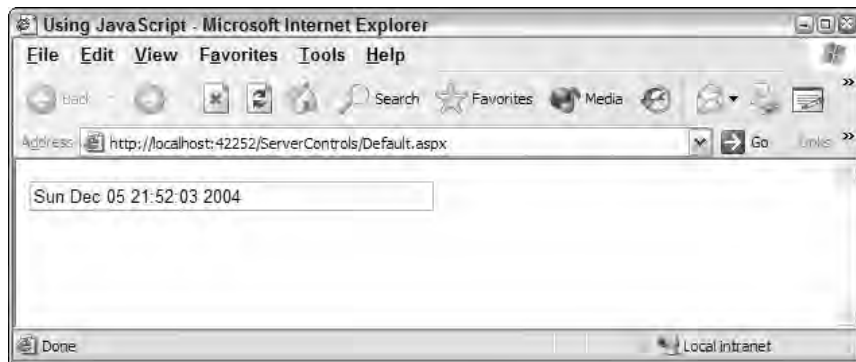 Using JavaScript - Microsoft Internet Explorer
File Edit View Favorites Tools Help
Back Search Favorites Media »
Address http://localhost:42252/ServerControls/Default.aspx Go Links »
Sun Dec 05 21:52:03 2004
Done Local intranet